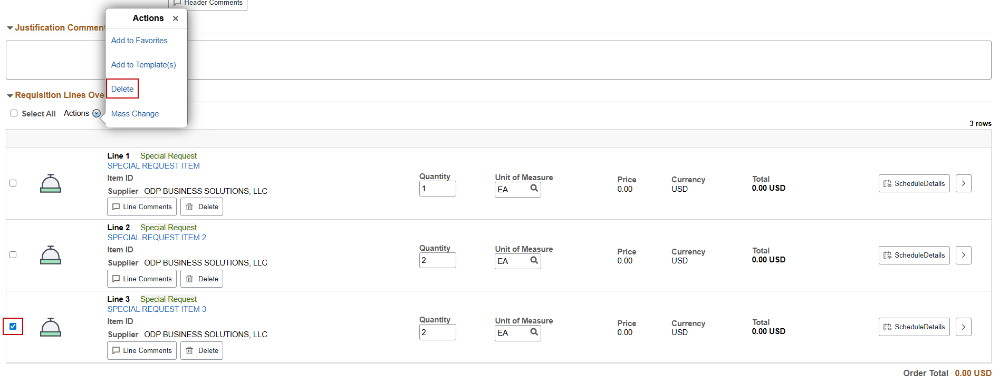 Header Comments
Actions ×
Justification Comment
Add to Favorites
Add to Template(s)
Delete
Requisition Lines Ove
Select All Actions
Mass Change
3 rows
Line 1 Special Request
SPECIAL REQUEST ITEM
Item ID
Supplier ODP BUSINESS SOLUTIONS, LLC
Line Comments Delete
Quantity
1
Unit of Measure
EA
Price
0.00
Currency
USD
Total
0.00 USD
ScheduleDetails
Line 2 Special Request
SPECIAL REQUEST ITEM 2
Item ID
Supplier ODP BUSINESS SOLUTIONS, LLC
Line Comments Delete
Quantity
2
Unit of Measure
EA
Price
0.00
Currency
USD
Total
0.00 USD
ScheduleDetails
Line 3 Special Request
SPECIAL REQUEST ITEM 3
Item ID
Supplier ODP BUSINESS SOLUTIONS, LLC
Line Comments Delete
Quantity
2
Unit of Measure
EA
Price
0.00
Currency
USD
Total
0.00 USD
ScheduleDetails
Order Total 0.00 USD